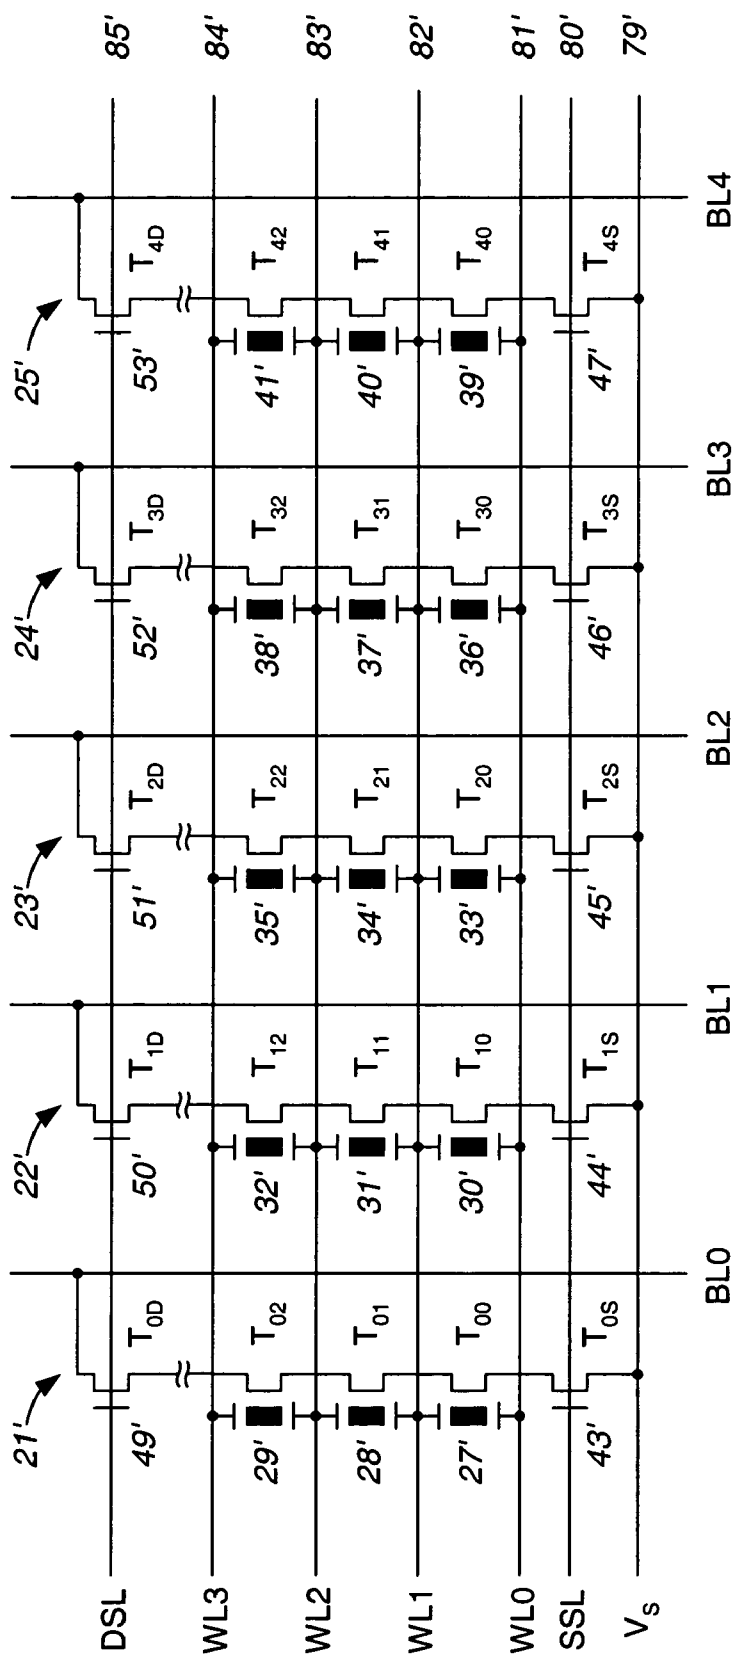 21' 22' 23' 24' 25'
DSL T0D T1D T2D T3D T4D 85'
49' 50' 51' 52' 53'
WL3 84'
T02 T12 T22 T32 T42
29' 32' 35' 38' 41'
WL2 83'
T01 T11 T21 T31 T41
28' 31' 34' 37' 40'
WL1 82'
T00 T10 T20 T30 T40
27' 30' 33' 36' 39'
WL0 81'
SSL 80'
T0S T1S T2S T3S T4S
43' 44' 45' 46' 47'
VS 79'
BL0 BL1 BL2 BL3 BL4